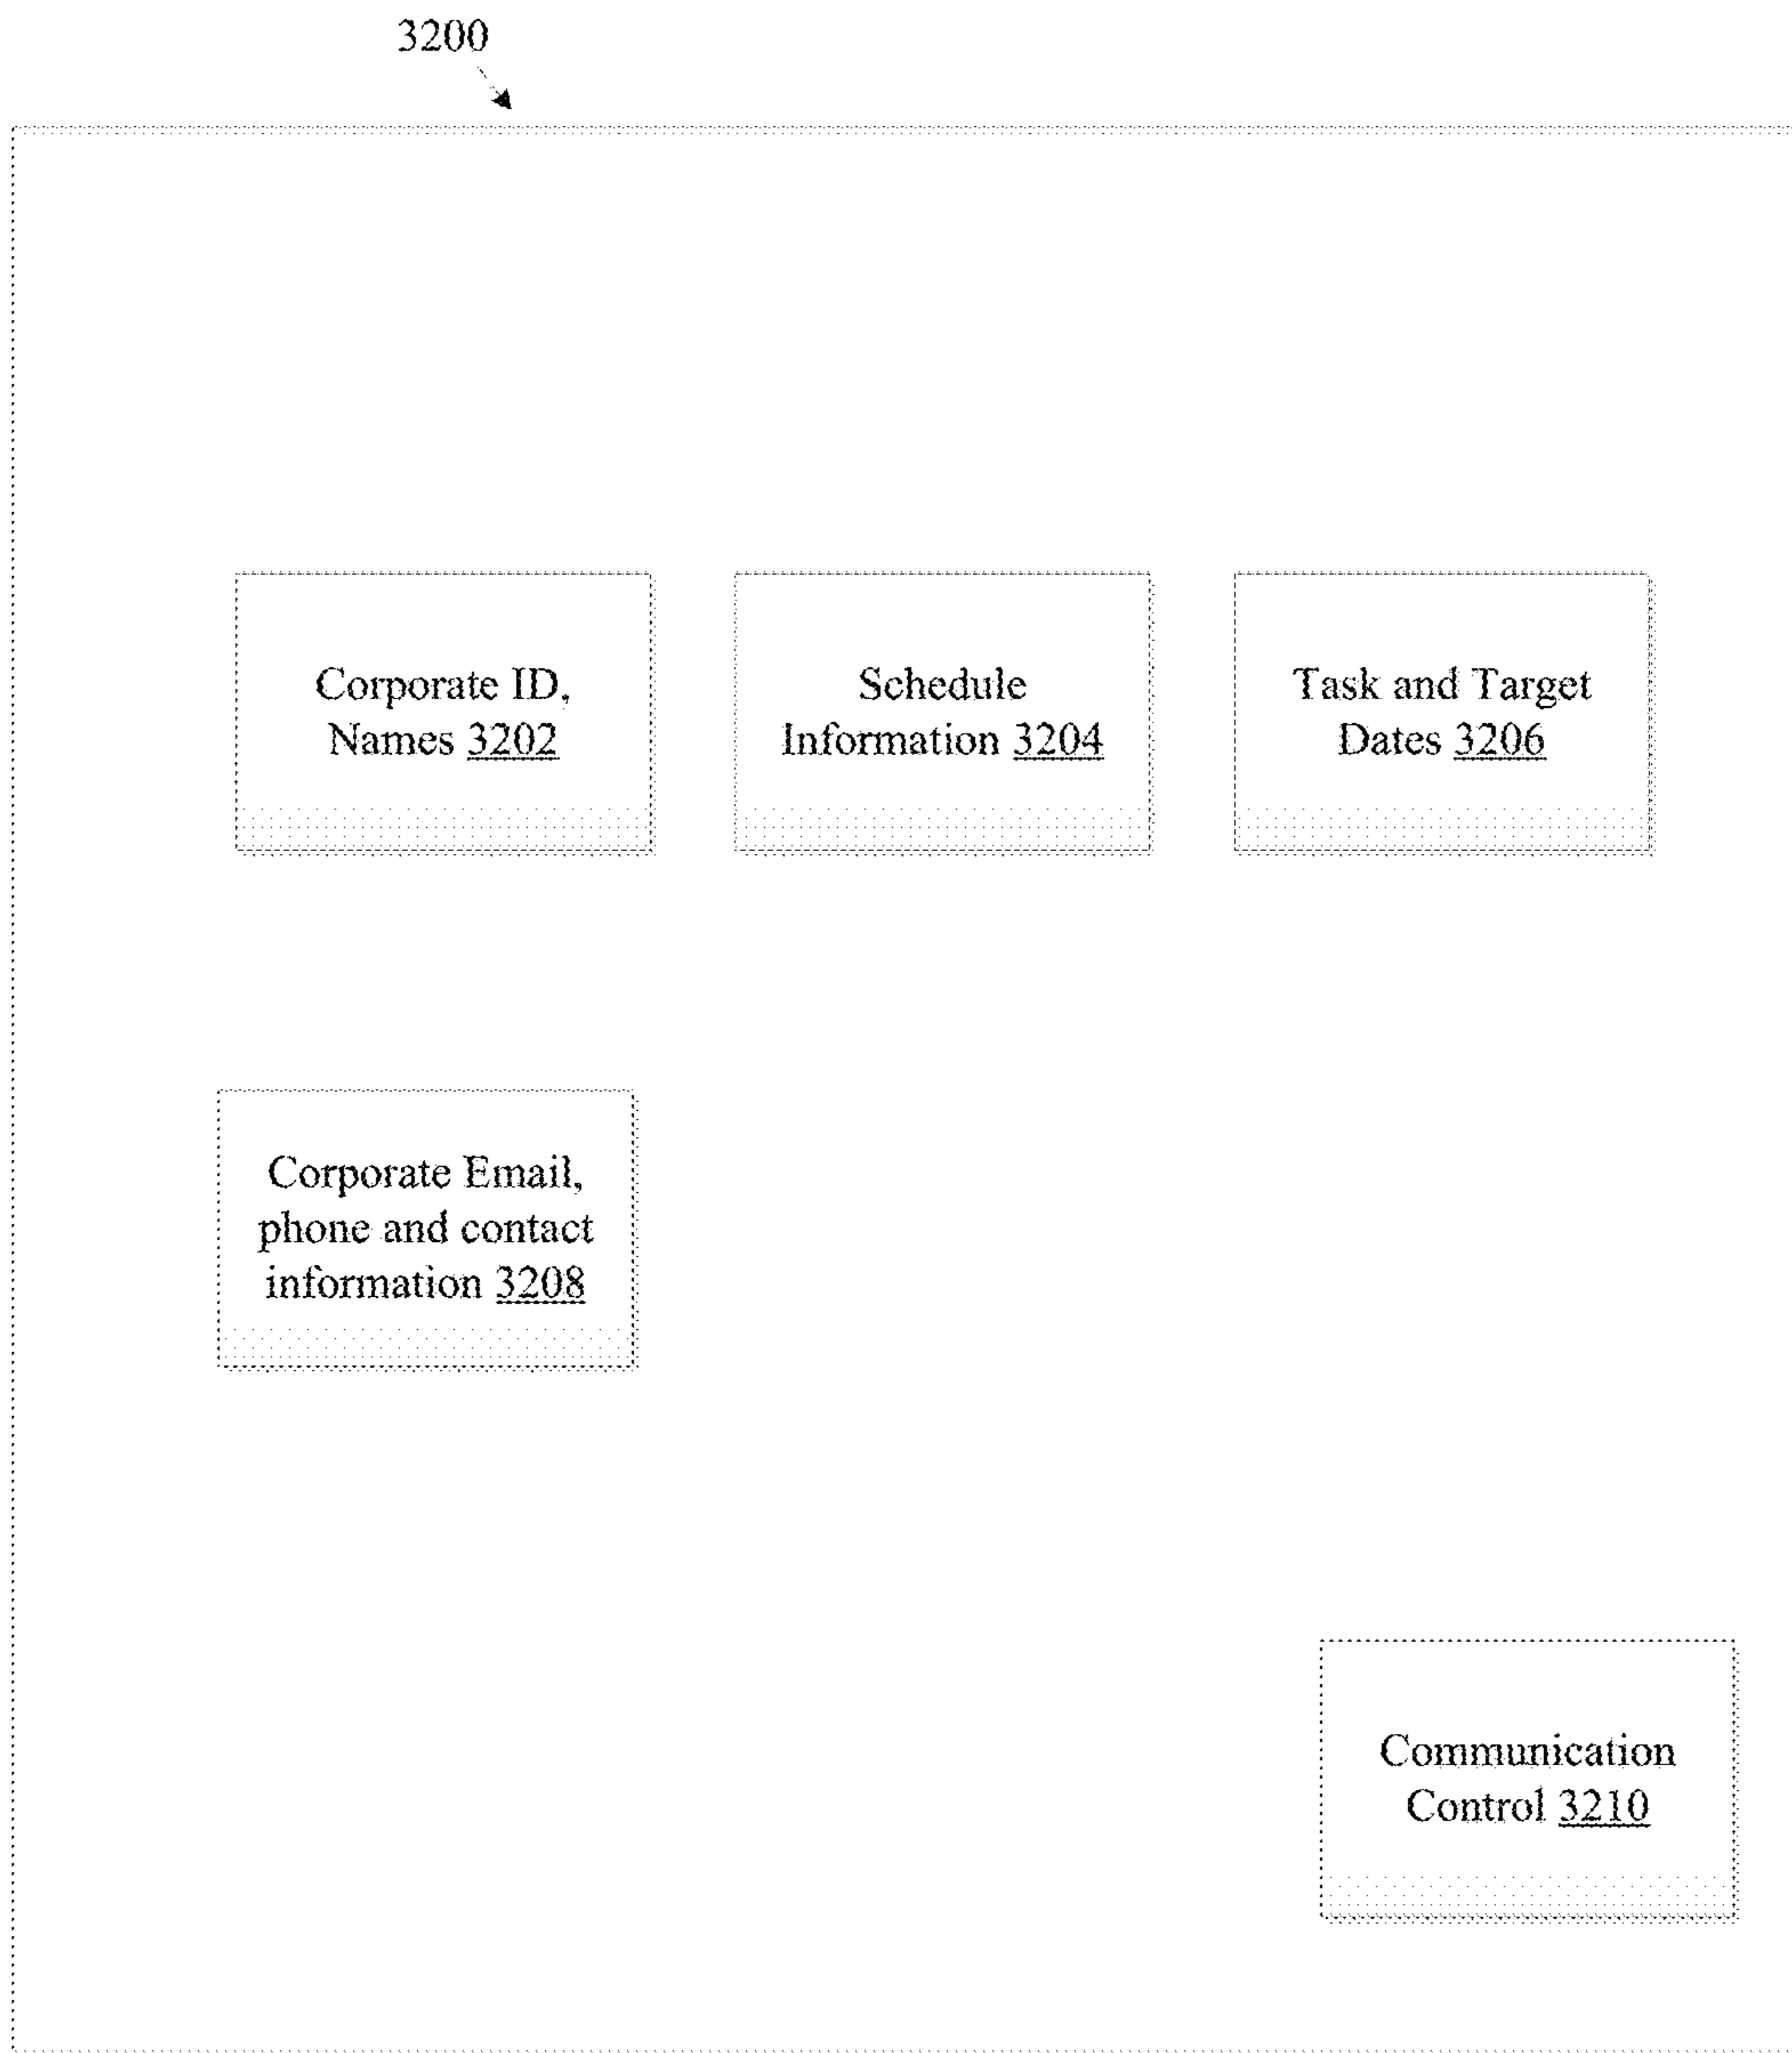 3200
Corporate ID,
Names 3202
Schedule
Information 3204
Task and Target
Dates 3206
Corporate Email,
phone and contact
information 3208
Communication
Control 3210